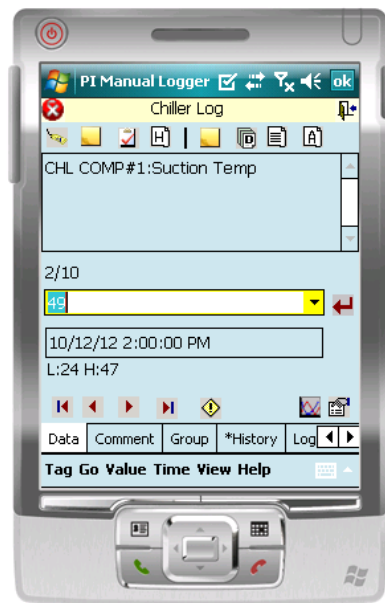 PI Manual Logger ok
Chiller Log
H D A
CHL COMP#1:Suction Temp
2/10
49
10/12/12 2:00:00 PM
L:24 H:47
Data Comment Group *History Log
Tag Go Value Time View Help